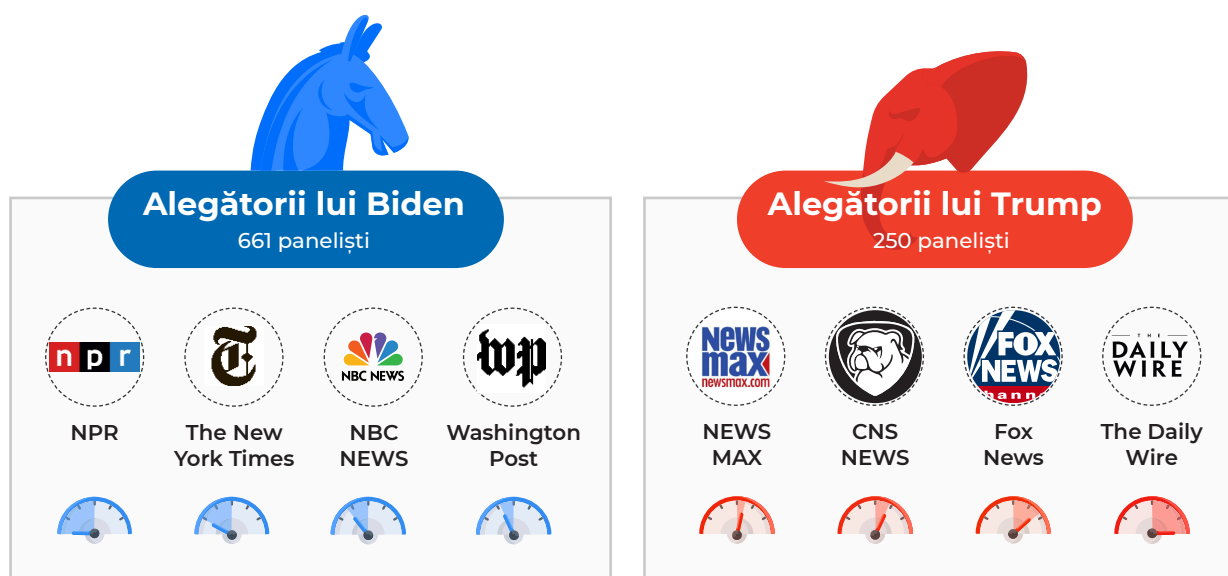 Alegătorii lui Biden
661 paneliști
Alegătorii lui Trump
250 paneliști
npr
NBC NEWS
wp
NEWS
max
newsmax.com
FOX
NEWS
hann
THE
DAILY
WIRE
NPR
The New
York Times
NBC
NEWS
Washington
Post
NEWS
MAX
CNS
NEWS
Fox
News
The Daily
Wire